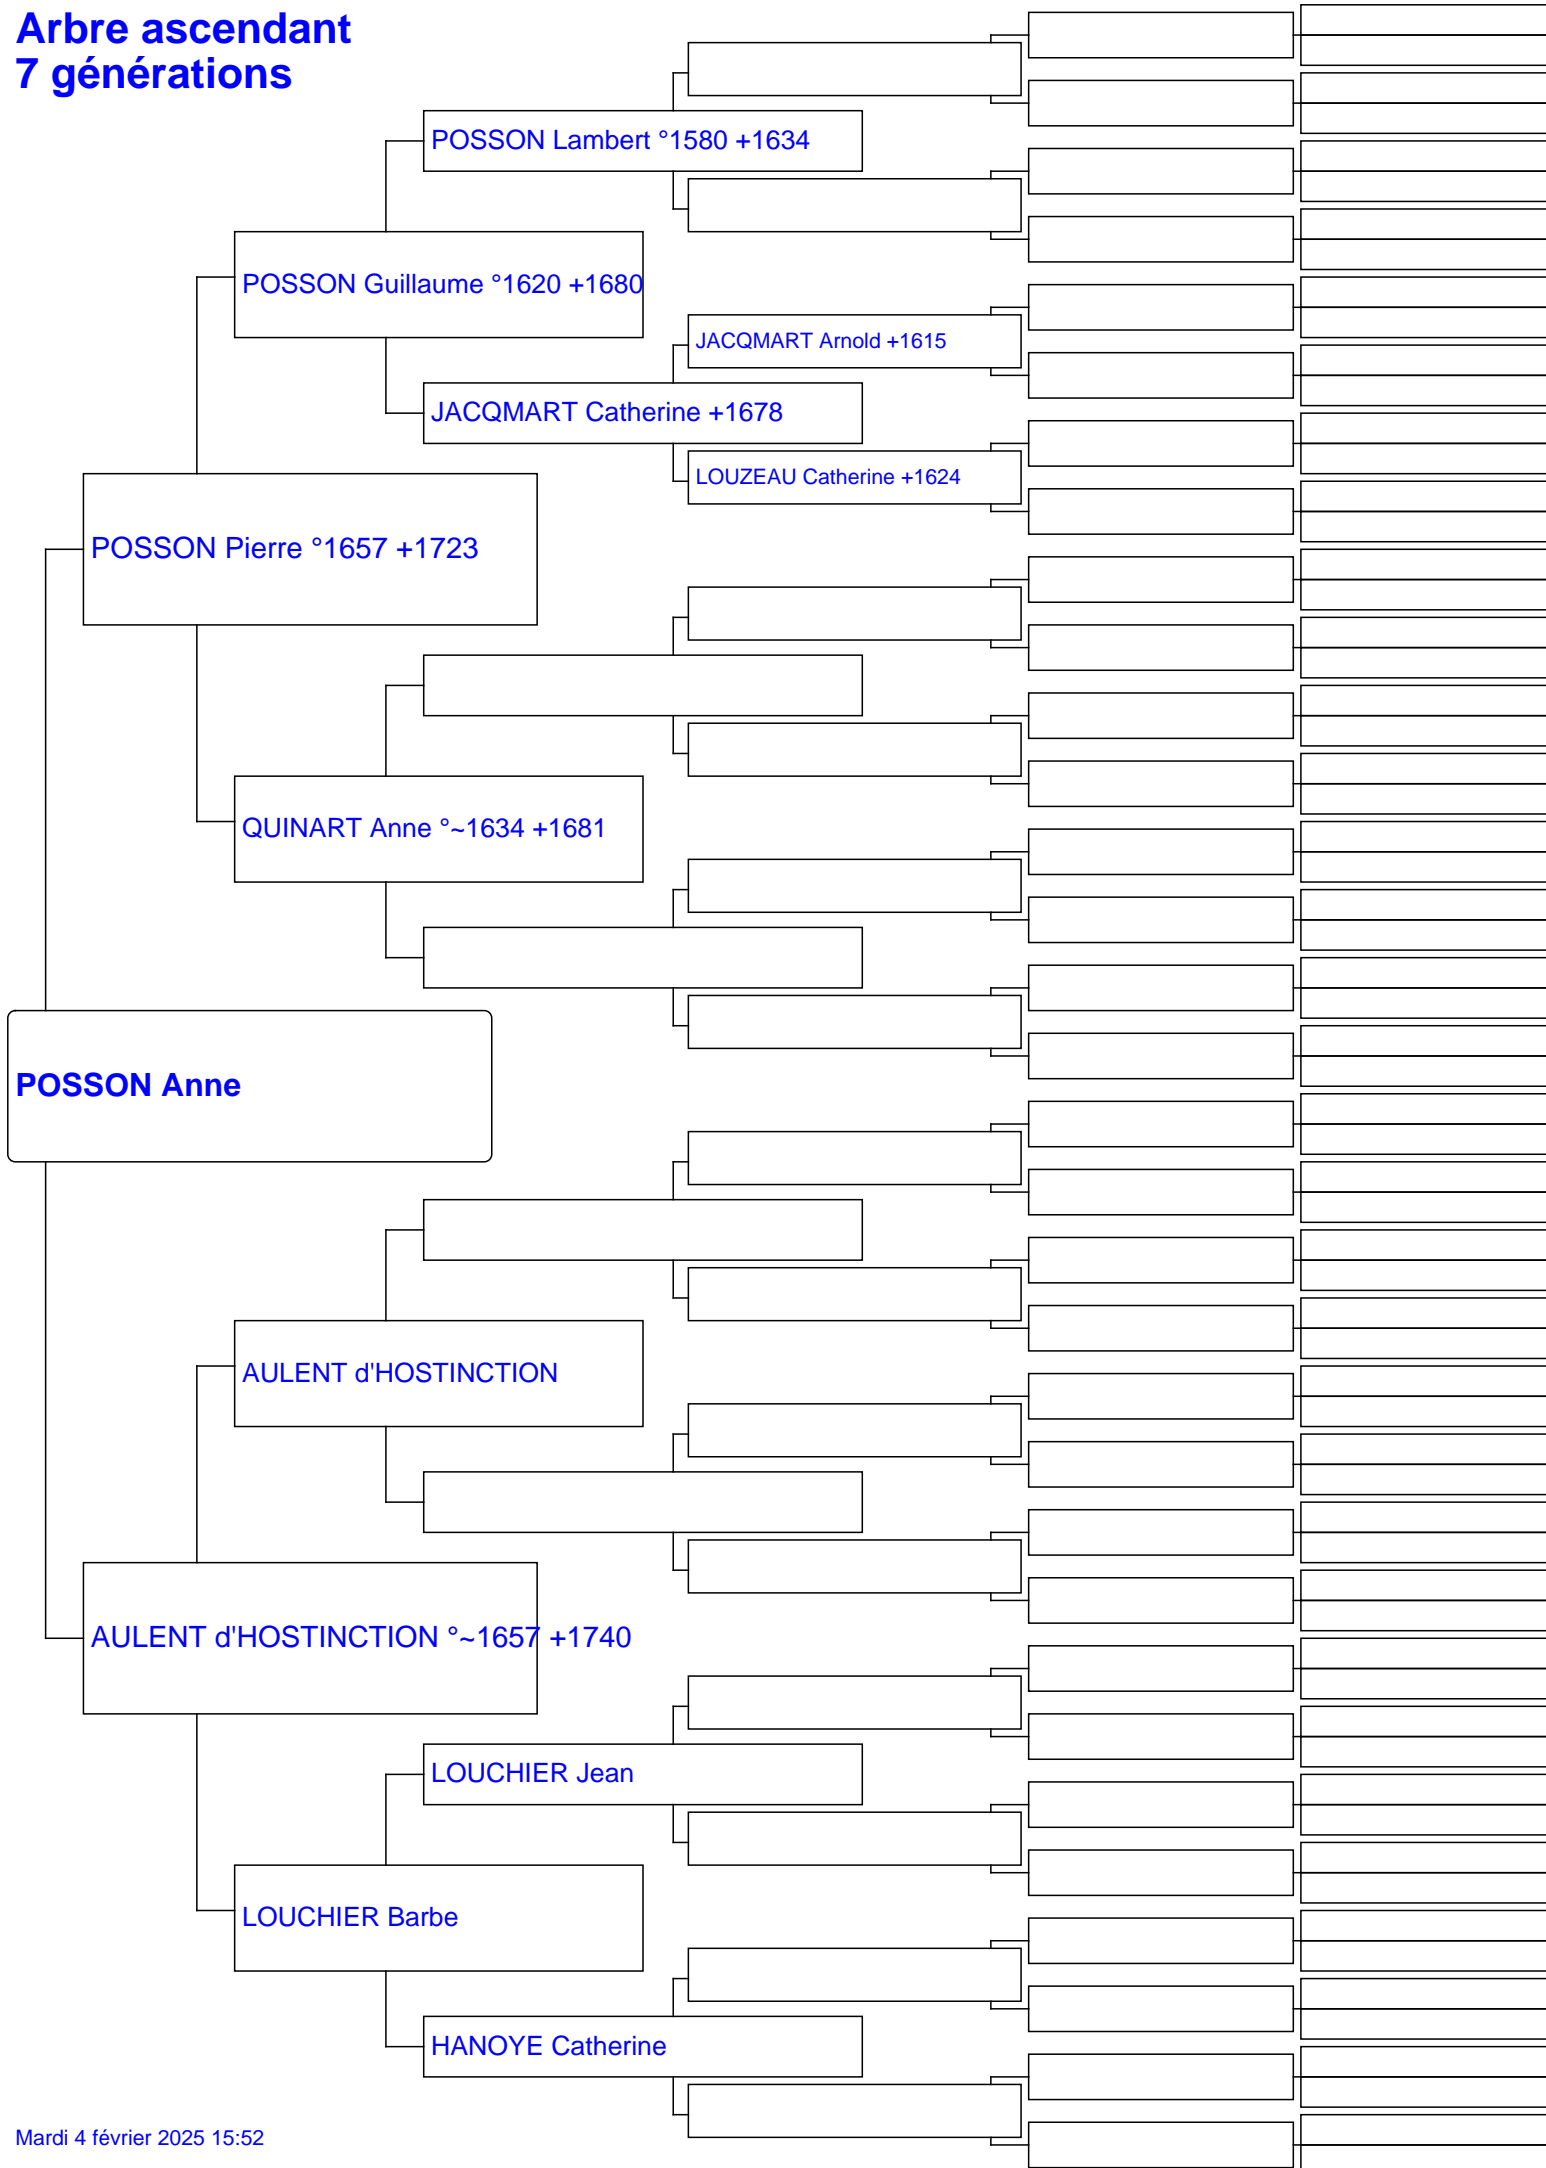 Arbre ascendant
7 générations
POSSON Lambert °1580 +1634
POSSON Guillaume °1620 +1680
JACQMART Arnold +1615
JACQMART Catherine +1678
LOUZEAU Catherine +1624
POSSON Pierre °1657 +1723
QUINART Anne °~1634 +1681
POSSON Anne
AULENT d'HOSTINCTION
AULENT d'HOSTINCTION °~1657 +1740
LOUCHIER Jean
LOUCHIER Barbe
HANOYE Catherine
Mardi 4 février 2025 15:52